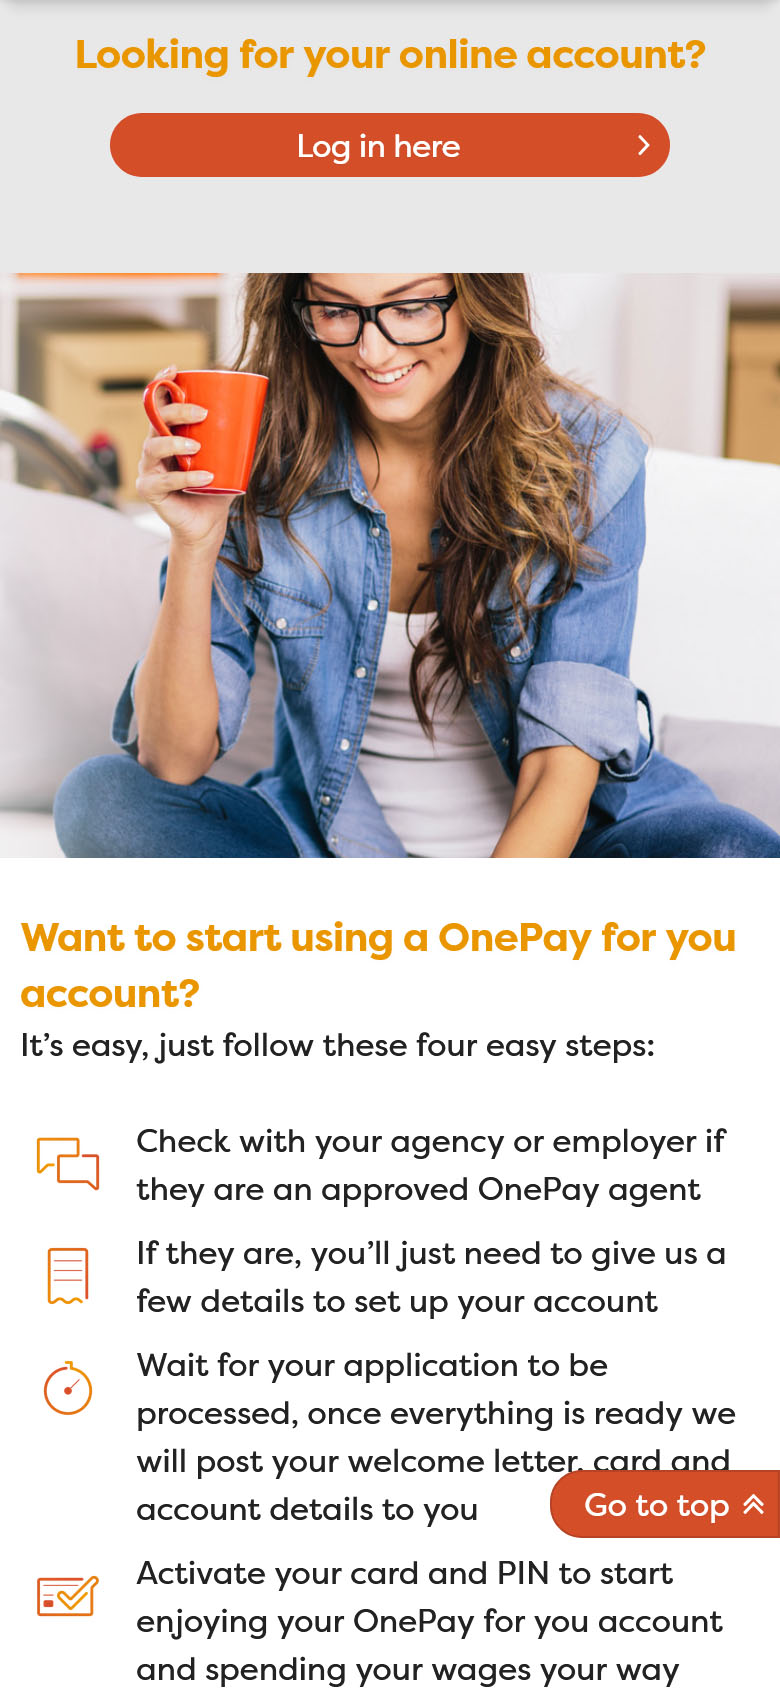 Looking for your online account?
Log in here
Want to start using a OnePay for you
account?
It’s easy, just follow these four easy steps:
Check with your agency or employer if
they are an approved OnePay agent
If they are, you’ll just need to give us a
few details to set up your account
Wait for your application to be
processed, once everything is ready we
will post your welcome letter, card and
account details to you
Go to top
Activate your card and PIN to start
enjoying your OnePay for you account
and spending your wages your way